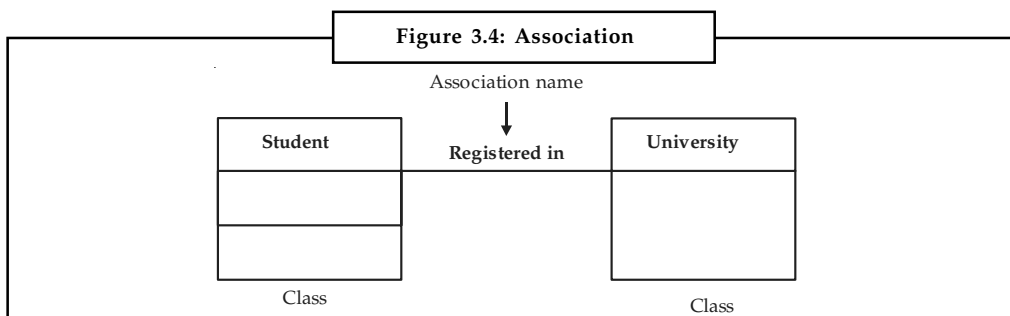 Figure 3.4: Association
Association name
Student
Registered in
University
Class
Class